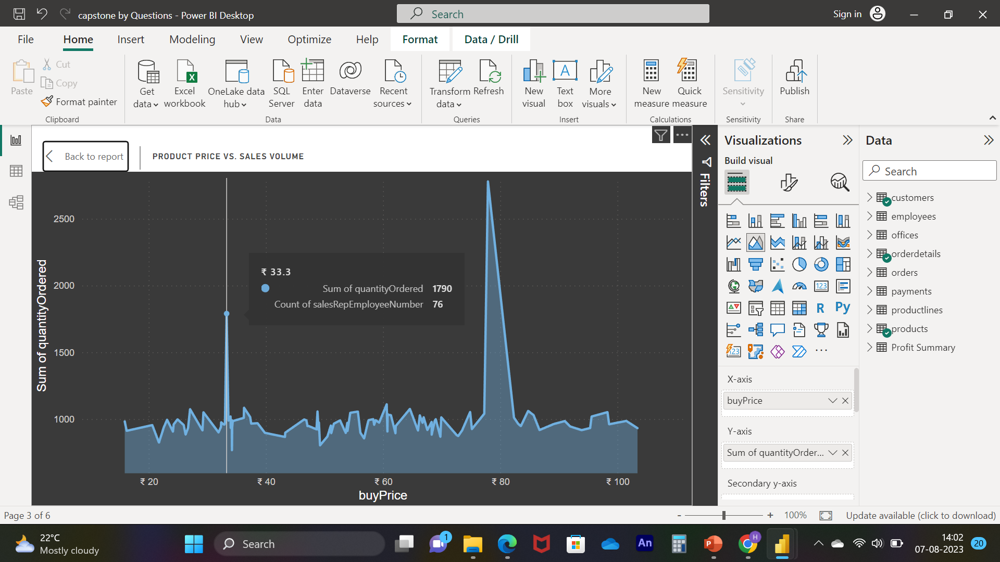 capstone by Questions - Power BI Desktop
Search
Sign in
File Home Insert Modeling View Optimize Help Format Data / Drill
Paste
Cut
Copy
Format painter
Clipboard
Get data
Excel workbook
OneLake data hub
SQL Server
Enter data
Dataverse
Recent sources
Data
Transform data
Refresh
Queries
New visual
Text box
More visuals
Insert
New measure
Quick measure
Calculations
Sensitivity
Sensitivity
Publish
Share
Back to report
PRODUCT PRICE VS. SALES VOLUME
Sum of quantityOrdered
2500
2000
1500
1000
₹ 33.3
Sum of quantityOrdered 1790
Count of salesRepEmployeeNumber 76
₹ 20 ₹ 40 ₹ 60 ₹ 80 ₹ 100
buyPrice
Filters
Visualizations
Build visual
123
R
Py
123
X-axis
buyPrice
Y-axis
Sum of quantityOrder...
Secondary y-axis
Data
Search
customers
employees
offices
orderdetails
orders
payments
productlines
products
Profit Summary
Page 3 of 6
- + 100%
Update available (click to download)
22°C
Mostly cloudy
Search
1
An
P
H
14:02
07-08-2023
20